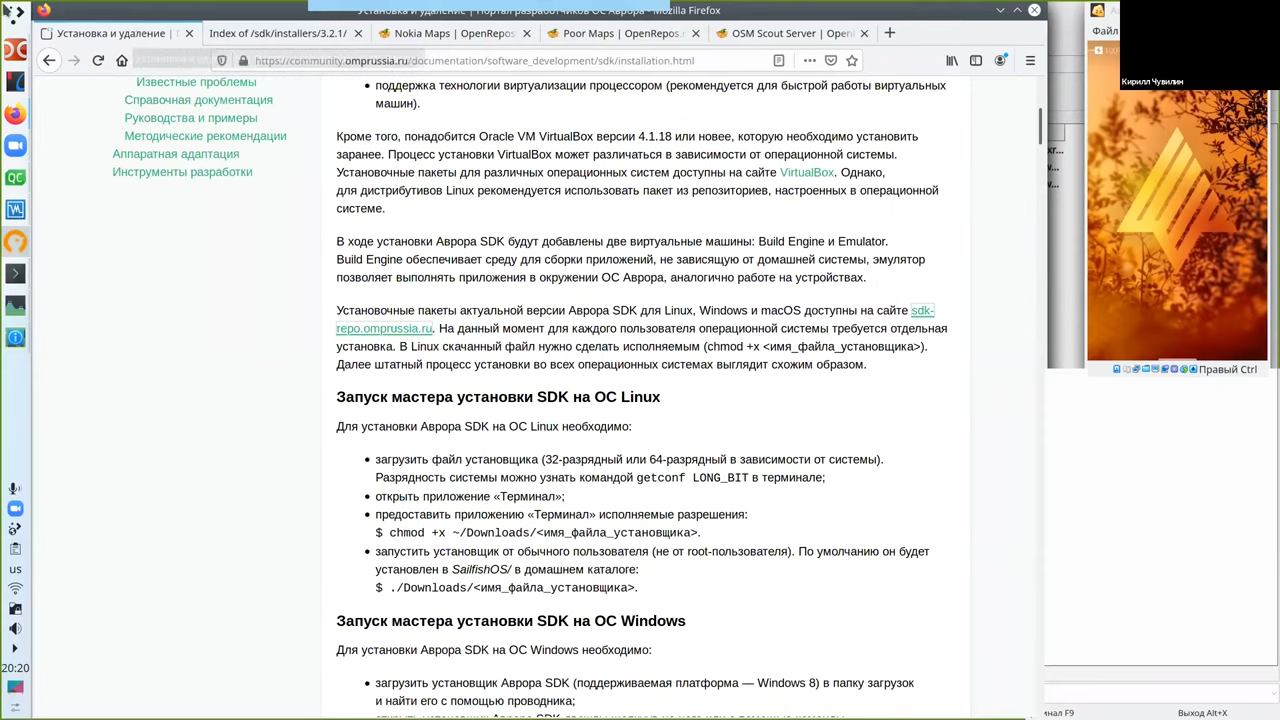 Установка и удаление | Портал разработчиков ОС Аврора - Mozilla Firefox
Установка и удаление |
Index of /sdk/installers/3.2.1/
Nokia Maps | OpenRepos
Poor Maps | OpenRepos.
OSM Scout Server | Open
https://community.omprussia.ru/documentation/software_development/sdk/installation.html
Известные проблемы
Справочная документация
Руководства и примеры
Методические рекомендации
Аппаратная адаптация
Инструменты разработки
• поддержка технологии виртуализации процессором (рекомендуется для быстрой работы виртуальных
машин).
Кроме того, понадобится Oracle VM VirtualBox версии 4.1.18 или новее, которую необходимо установить
заранее. Процесс установки VirtualBox может различаться в зависимости от операционной системы.
Установочные пакеты для различных операционных систем доступны на сайте VirtualBox. Однако,
для дистрибутивов Linux рекомендуется использовать пакет из репозиториев, настроенных в операционной
системе.
В ходе установки Аврора SDK будут добавлены две виртуальные машины: Build Engine и Emulator.
Build Engine обеспечивает среду для сборки приложений, не зависящую от домашней системы, эмулятор
позволяет выполнять приложения в окружении ОС Аврора, аналогично работе на устройствах.
Установочные пакеты актуальной версии Аврора SDK для Linux, Windows и macOS доступны на сайте sdk-
repo.omprussia.ru. На данный момент для каждого пользователя операционной системы требуется отдельная
установка. В Linux скачанный файл нужно сделать исполняемым (chmod +x <имя_файла_установщика>).
Далее штатный процесс установки во всех операционных системах выглядит схожим образом.
Запуск мастера установки SDK на ОС Linux
Для установки Аврора SDK на ОС Linux необходимо:
• загрузить файл установщика (32-разрядный или 64-разрядный в зависимости от системы).
Разрядность системы можно узнать командой getconf LONG_BIT в терминале;
• открыть приложение «Терминал»;
• предоставить приложению «Терминал» исполняемые разрешения:
$ chmod +x ~/Downloads/<имя_файла_установщика>.
• запустить установщик от обычного пользователя (не от root-пользователя). По умолчанию он будет
установлен в SailfishOS/ в домашнем каталоге:
$ ./Downloads/<имя_файла_установщика>.
Запуск мастера установки SDK на ОС Windows
Для установки Аврора SDK на ОС Windows необходимо:
• загрузить установщик Аврора SDK (поддерживаемая платформа — Windows 8) в папку загрузок
и найти его с помощью проводника;
QC
us
20:20
Файл
Кирилл Чувилин
Правый Ctrl
инал F9
Выход Alt+X